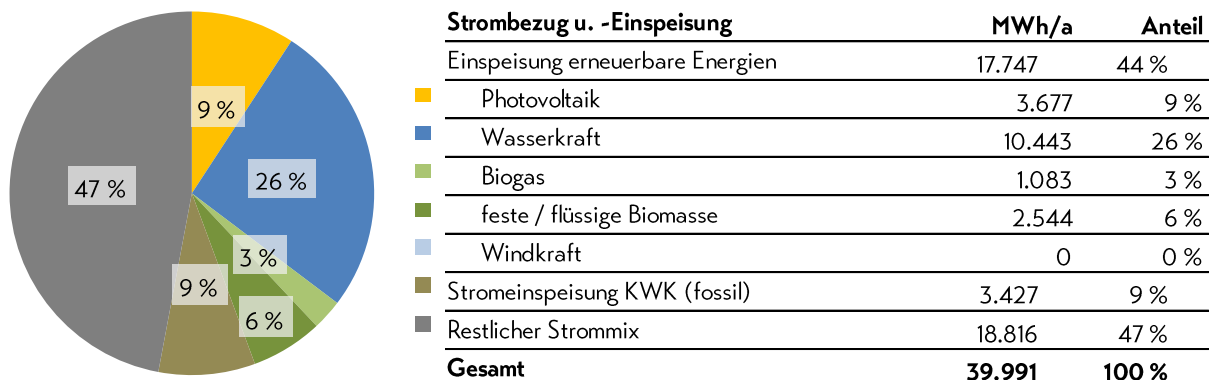 9 %
26 %
47 %
3 %
9 %
6 %
Strombezug u. -Einspeisung MWh/a Anteil
Einspeisung erneuerbare Energien 17.747 44 %
Photovoltaik 3.677 9 %
Wasserkraft 10.443 26 %
Biogas 1.083 3 %
feste / flüssige Biomasse 2.544 6 %
Windkraft 0 0 %
Stromeinspeisung KWK (fossil) 3.427 9 %
Restlicher Strommix 18.816 47 %
Gesamt 39.991 100 %